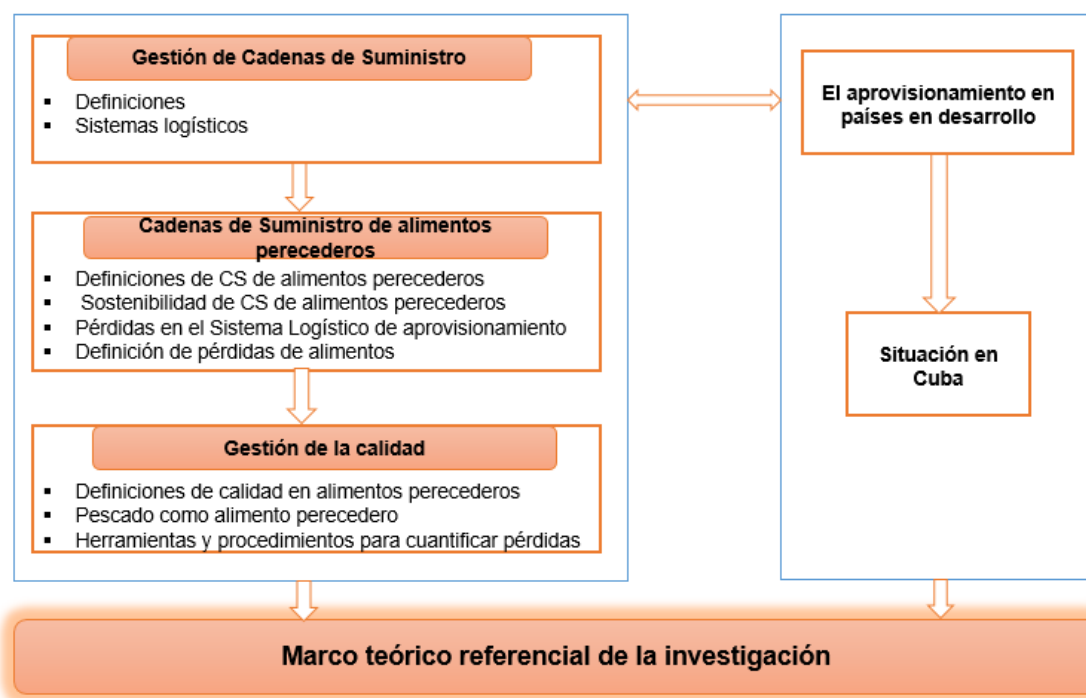 Gestión de Cadenas de Suministro
▪ Definiciones
▪ Sistemas logísticos
Cadenas de Suministro de alimentos
perecederos
▪ Definiciones de CS de alimentos perecederos
▪ Sostenibilidad de CS de alimentos perecederos
▪ Pérdidas en el Sistema Logístico de aprovisionamiento
▪ Definición de pérdidas de alimentos
Gestión de la calidad
▪ Definiciones de calidad en alimentos perecederos
▪ Pescado como alimento perecedero
▪ Herramientas y procedimientos para cuantificar pérdidas
El aprovisionamiento en
países en desarrollo
Situación en
Cuba
Marco teórico referencial de la investigación